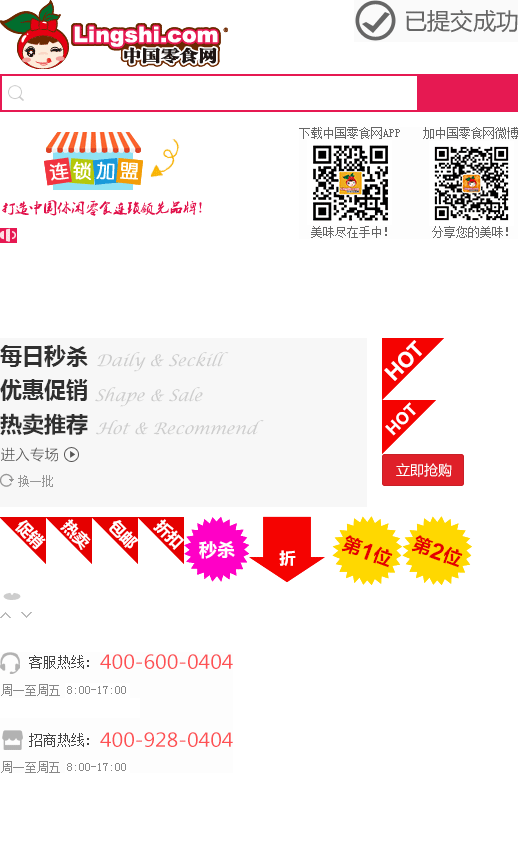 Lingshi.com
中国零食网
已提交成功
连锁加盟
打造中国休闲零食连锁领先品牌!
下载中国零食网APP
美味尽在手中!
加中国零食网微博
分享您的美味!
每日秒杀 Daily & Seckill
优惠促销 Shape & Sale
热卖推荐 Hot & Recommend
进入专场
换一批
HOT
HOT
立即抢购
促销
热卖
包邮
折扣
秒杀
折
第1位
第2位
客服热线: 400-600-0404
周一至周五 8:00-17:00
招商热线: 400-928-0404
周一至周五 8:00-17:00